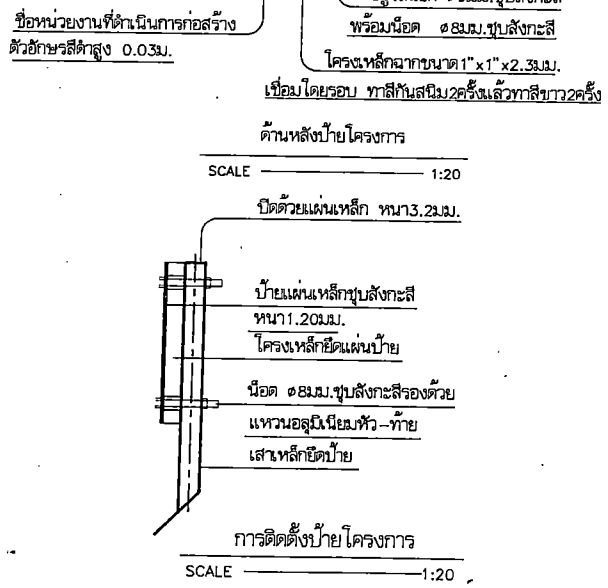 ชื่อหน่วยงานที่ดำเนินการก่อสร้าง
ตัวอักษรสีดำสูง 0.03ม.
พร้อมน็อต ø8มม.ชุบสังกะสี
โครงเหล็กฉากขนาด1"x1"x2.3มม.
เชื่อมโดยรอบ ทาสีกันสนิม2ครั้งแล้วทาสีขาว2ครั้ง
ด้านหลังป้ายโครงการ
SCALE 1:20
ปิดด้วยแผ่นเหล็ก หนา3.2มม.
ป้ายแผ่นเหล็กชุบสังกะสี
หนา1.20มม.
โครงเหล็กยึดแผ่นป้าย
น๊อต ø8มม.ชุบสังกะสีรองด้วย
แหวนอลูมิเนียมหัว-ท้าย
เสาเหล็กยึดป้าย
การติดตั้งป้ายโครงการ
SCALE 1:20